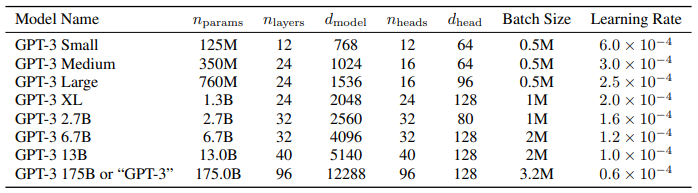 Model Name n_params n_layers d_model n_heads d_head Batch Size Learning Rate
GPT-3 Small 125M 12 768 12 64 0.5M 6.0 × 10⁻⁴
GPT-3 Medium 350M 24 1024 16 64 0.5M 3.0 × 10⁻⁴
GPT-3 Large 760M 24 1536 16 96 0.5M 2.5 × 10⁻⁴
GPT-3 XL 1.3B 24 2048 24 128 1M 2.0 × 10⁻⁴
GPT-3 2.7B 2.7B 32 2560 32 80 1M 1.6 × 10⁻⁴
GPT-3 6.7B 6.7B 32 4096 32 128 2M 1.2 × 10⁻⁴
GPT-3 13B 13.0B 40 5140 40 128 2M 1.0 × 10⁻⁴
GPT-3 175B or “GPT-3” 175.0B 96 12288 96 128 3.2M 0.6 × 10⁻⁴